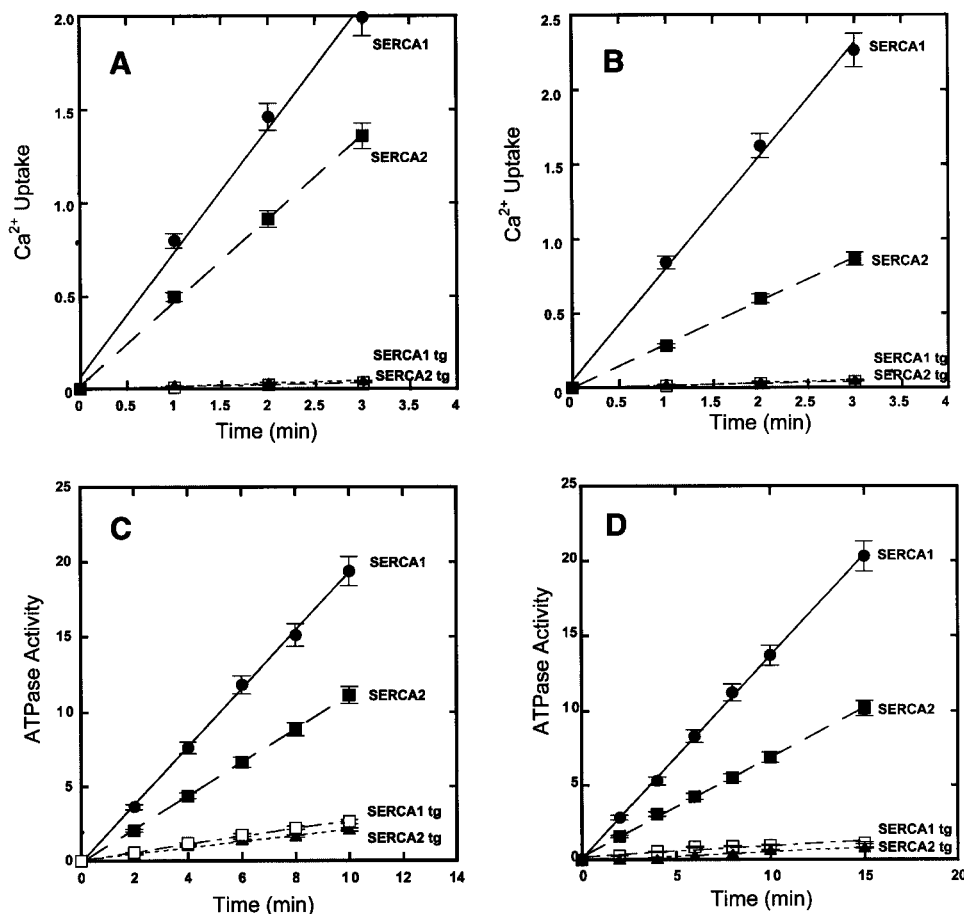 A
Ca2+ Uptake
2.0
1.5
1.0
0.5
0
SERCA1
SERCA2
SERCA1 tg
SERCA2 tg
0 0.5 1 1.5 2 2.5 3 3.5 4
Time (min)
B
Ca2+ Uptake
2.5
2.0
1.5
1.0
0.5
0
SERCA1
SERCA2
SERCA1 tg
SERCA2 tg
0 0.5 1 1.5 2 2.5 3 3.5 4
Time (min)
C
ATPase Activity
25
20
15
10
5
0
SERCA1
SERCA2
SERCA1 tg
SERCA2 tg
0 2 4 6 8 10 12 14
Time (min)
D
ATPase Activity
25
20
15
10
5
0
SERCA1
SERCA2
SERCA1 tg
SERCA2 tg
0 5 10 15 20
Time (min)